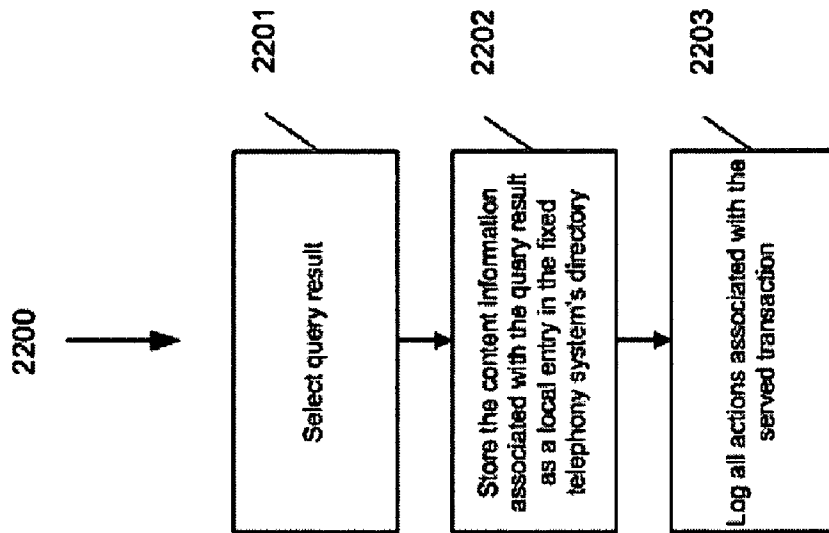 2200
2201
Select query result
2202
Store the content information
associated with the query result
as a local entry in the fixed
telephony system's directory
2203
Log all actions associated with the
served transaction